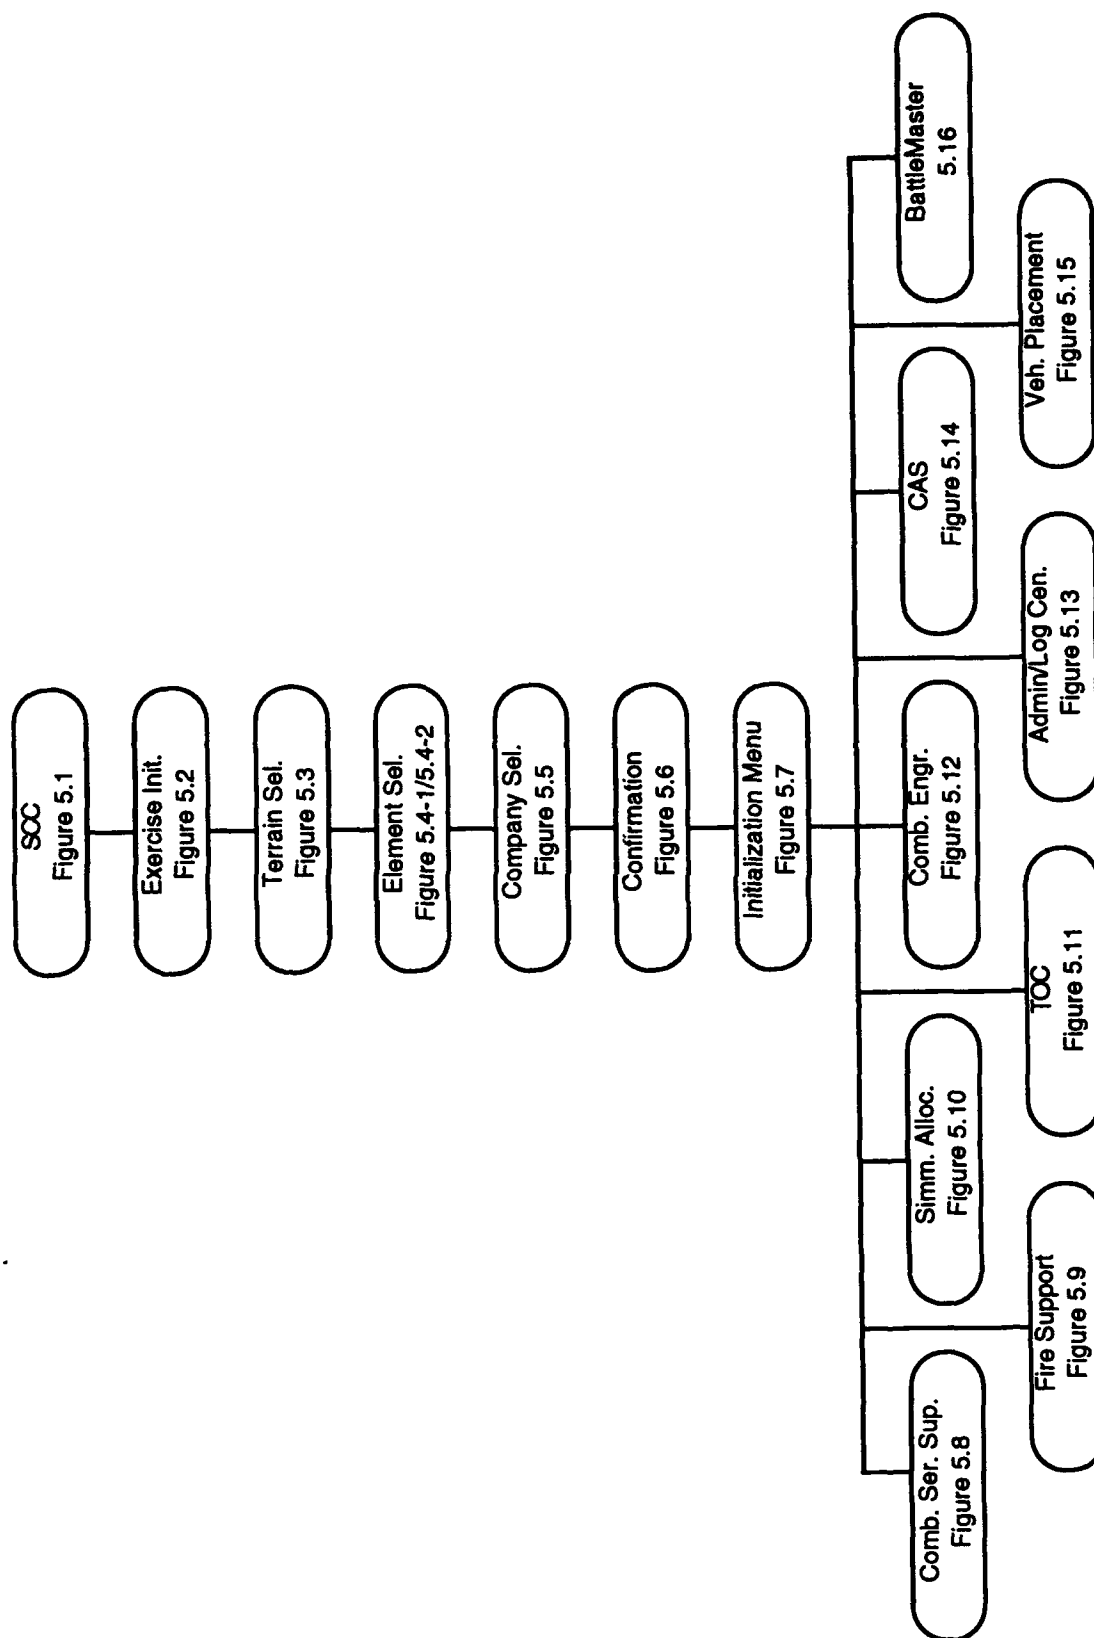 SCC
Figure 5.1
Exercise Init.
Figure 5.2
Terrain Sel.
Figure 5.3
Element Sel.
Figure 5.4-1/5.4-2
Company Sel.
Figure 5.5
Confirmation
Figure 5.6
Initialization Menu
Figure 5.7
Comb. Ser. Sup.
Figure 5.8
Fire Support
Figure 5.9
Simm. Alloc.
Figure 5.10
TOC
Figure 5.11
Comb. Engr.
Figure 5.12
Admin/Log Cen.
Figure 5.13
CAS
Figure 5.14
Veh. Placement
Figure 5.15
BattleMaster
5.16